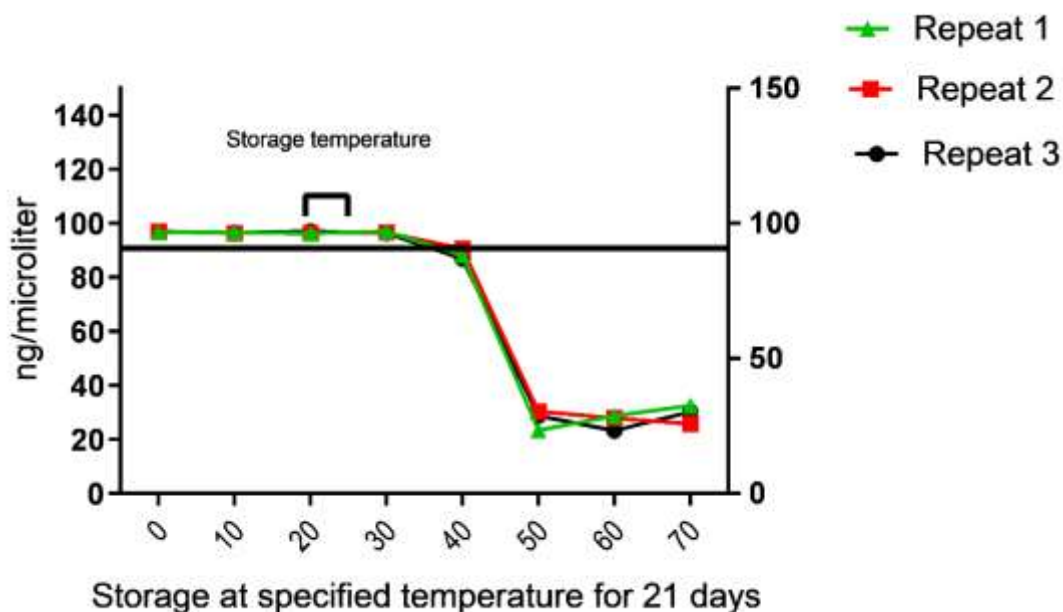 Repeat 1
Repeat 2
Repeat 3
Storage temperature
ng/microliter
140
120
100
80
60
40
20
0
150
100
50
0
0 10 20 30 40 50 60 70
Storage at specified temperature for 21 days